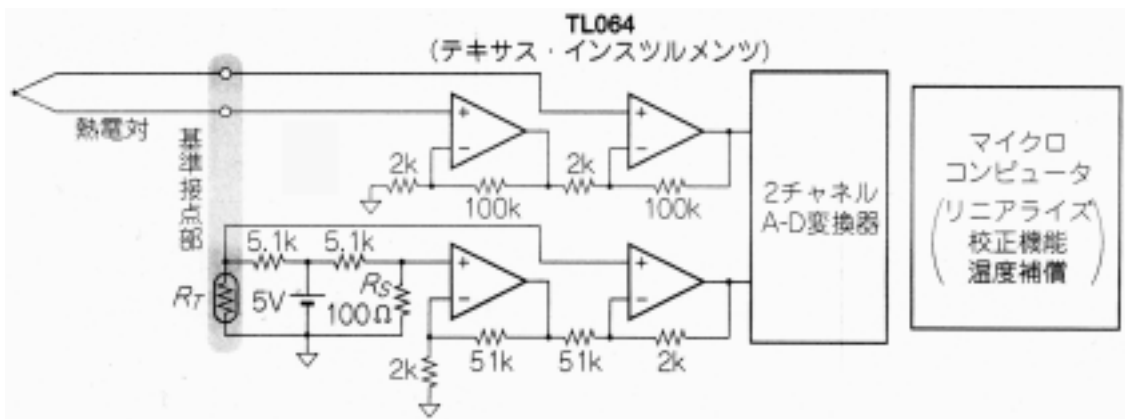 TL064
(テキサス・インスツルメンツ)
熱電対
基準接点部
2k
100k
2k
100k
2チャネル
A-D変換器
マイクロ
コンピュータ
(リニアライズ
校正機能
温度補償)
5.1k
5.1k
RT
5V
RS
100Ω
2k
51k
51k
2k
+
−
+
−
+
−
+
−